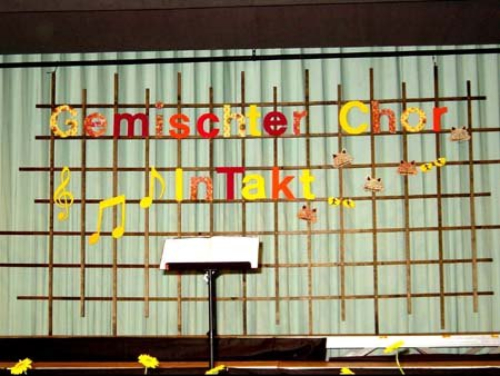 Gemischter Chor
InTakt